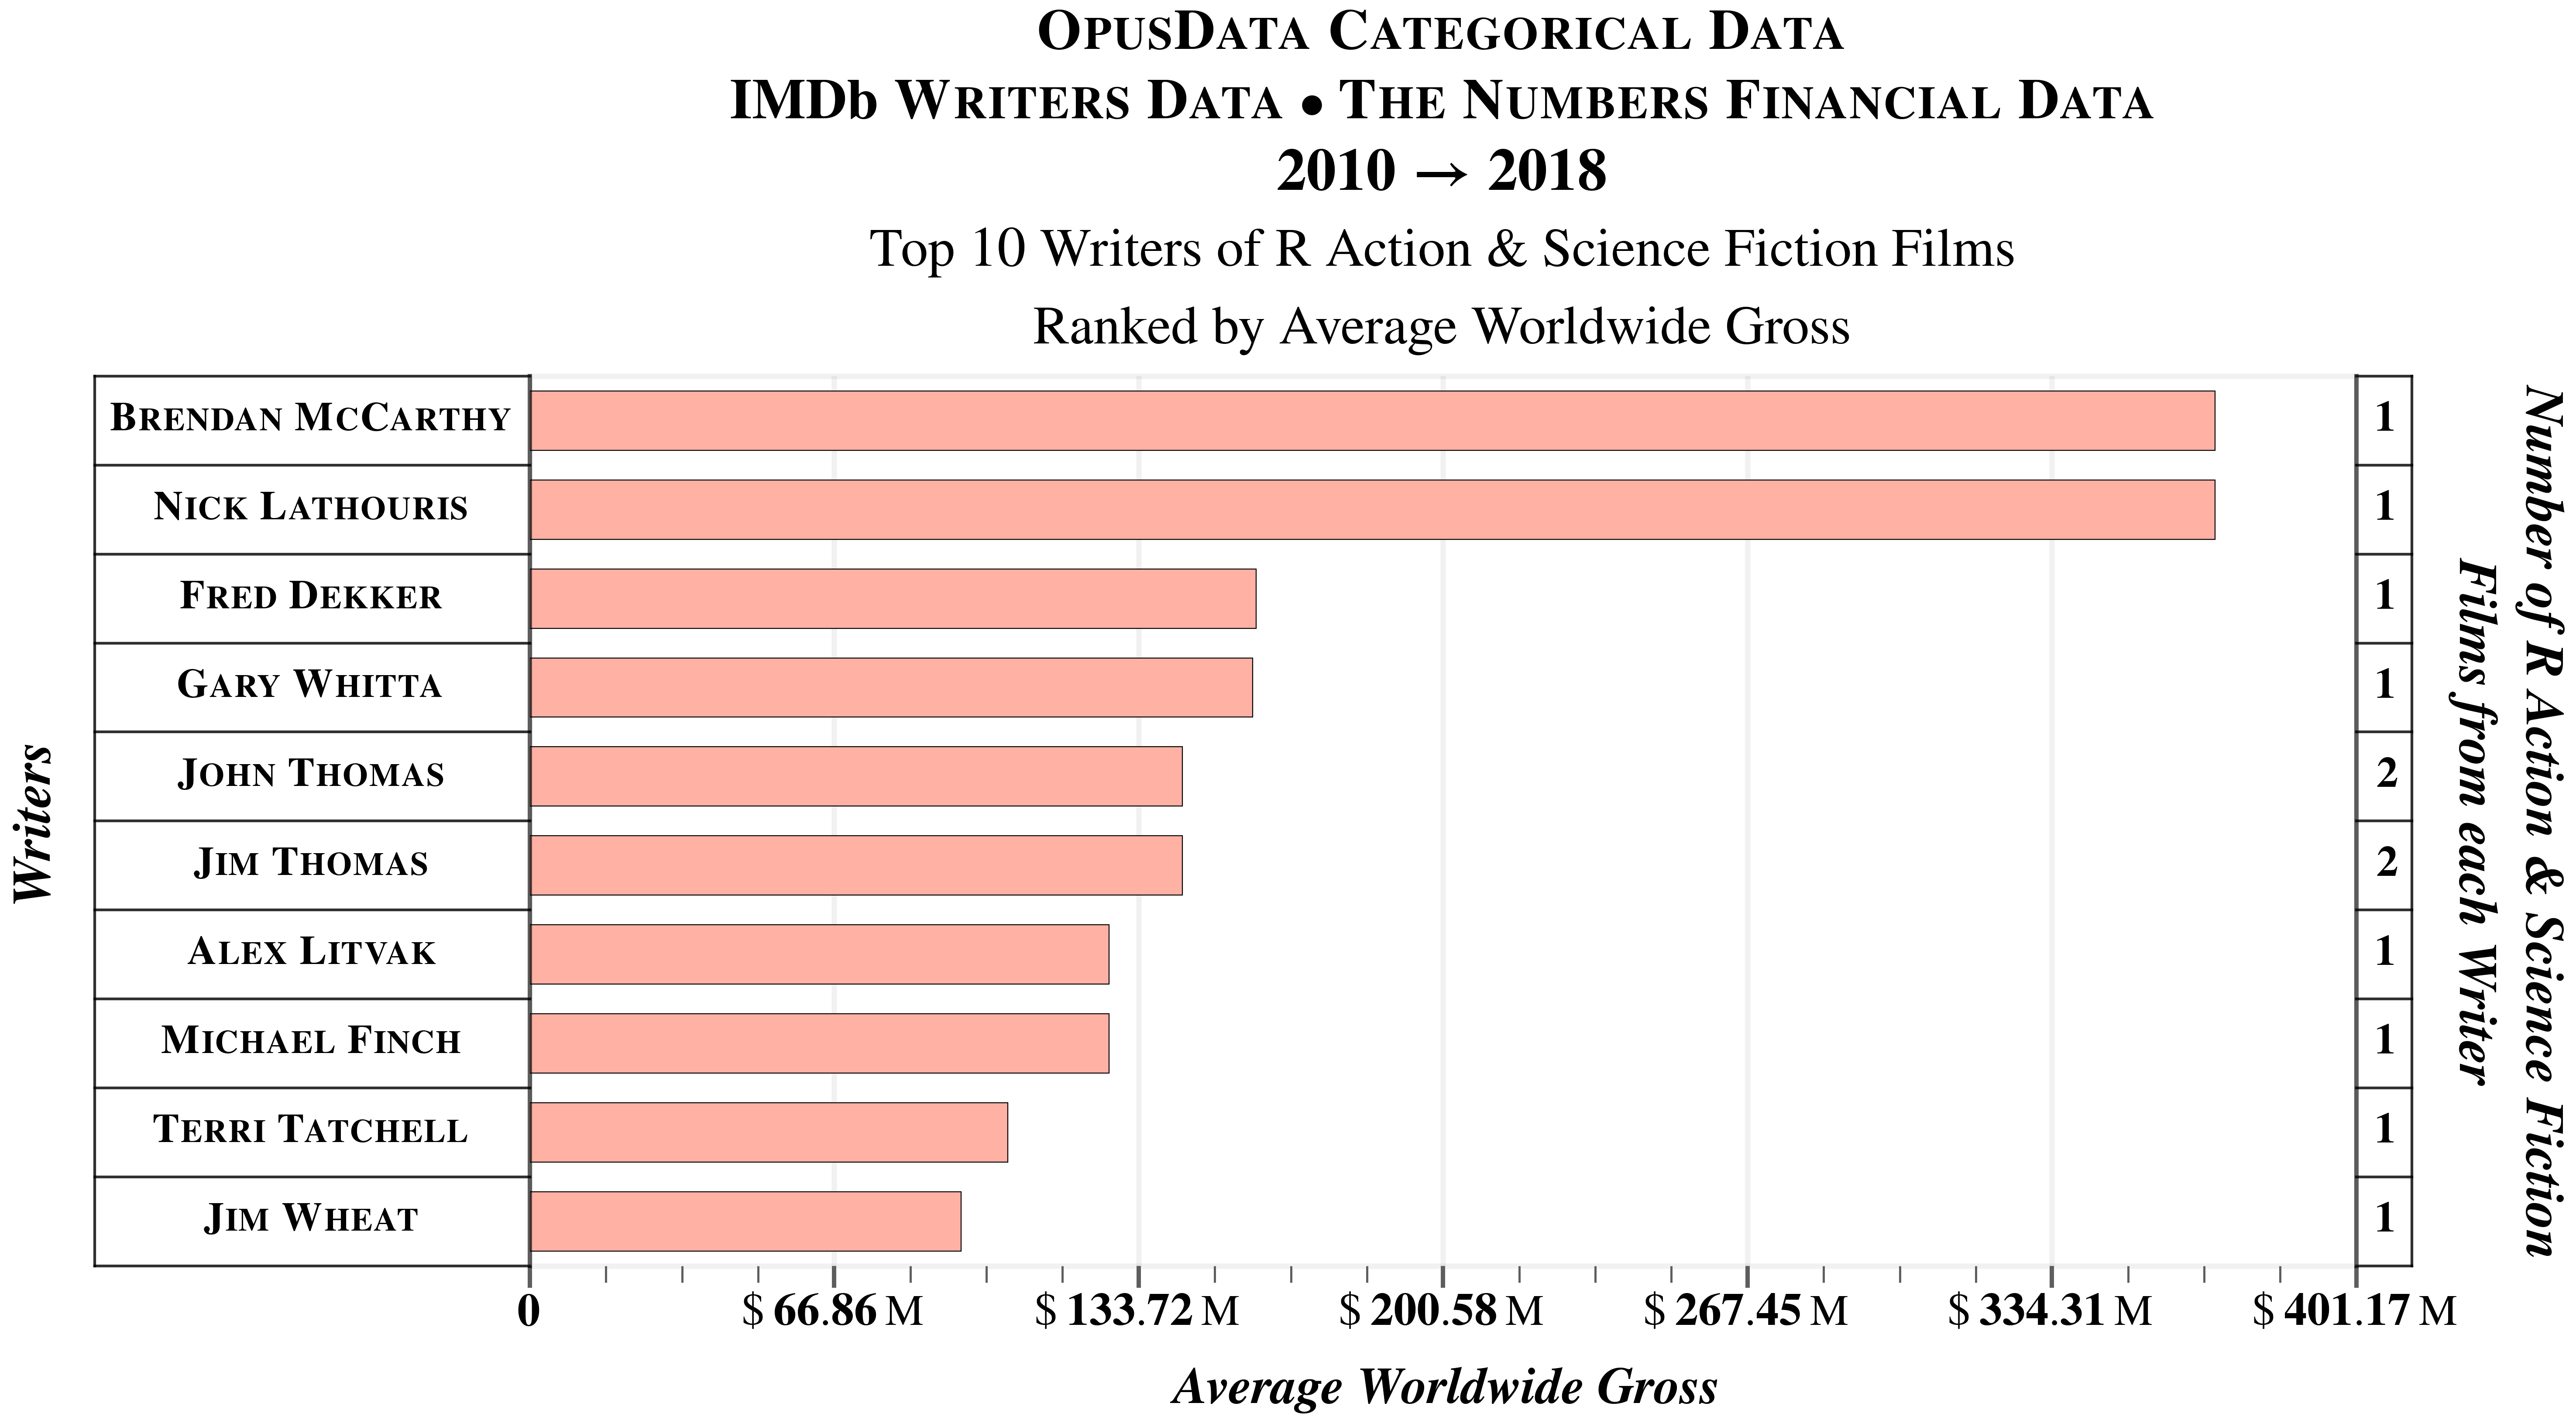 OpusData Categorical Data
IMDb Writers Data • The Numbers Financial Data
2010 → 2018
Top 10 Writers of R Action & Science Fiction Films
Ranked by Average Worldwide Gross
Writers
Brendan McCarthy 1
Nick Lathouris 1
Fred Dekker 1
Gary Whitta 1
John Thomas 2
Jim Thomas 2
Alex Litvak 1
Michael Finch 1
Terri Tatchell 1
Jim Wheat 1
Number of R Action & Science Fiction
Films from each Writer
0 $ 66.86 M $ 133.72 M $ 200.58 M $ 267.45 M $ 334.31 M $ 401.17 M
Average Worldwide Gross